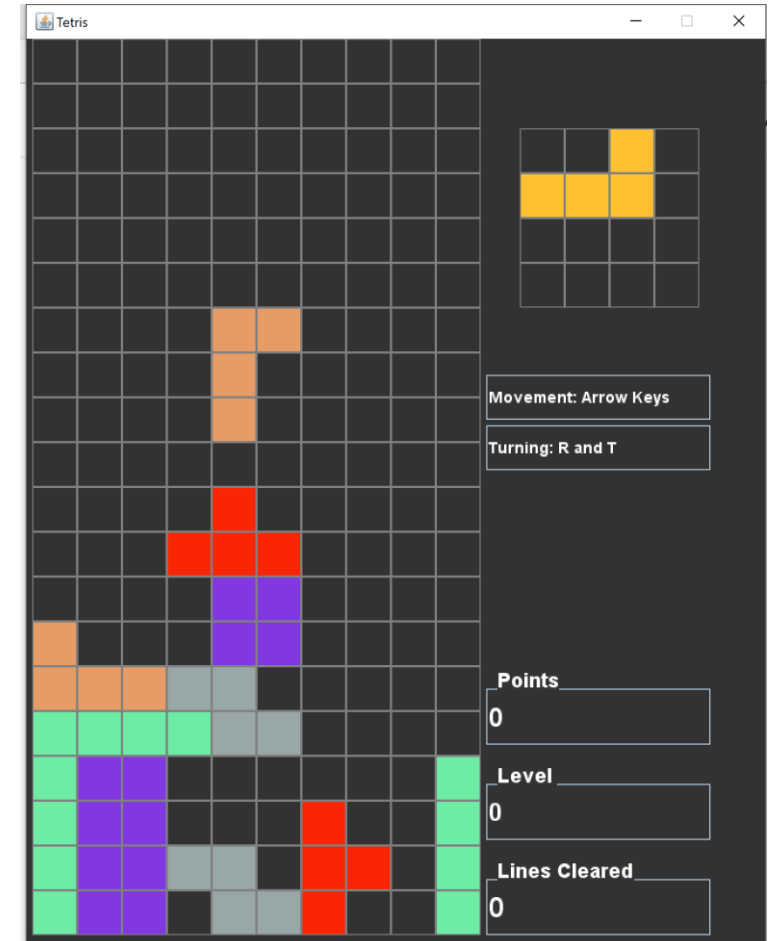 Tetris
Movement: Arrow Keys
Turning: R and T
Points
0
Level
0
Lines Cleared
0